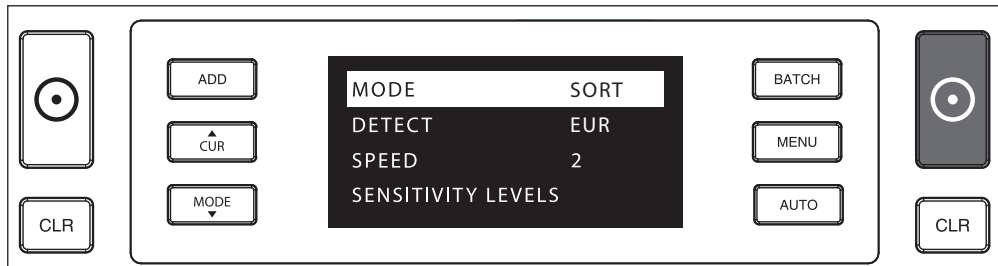 ADD
CUR
MODE
CLR
MODE SORT
DETECT EUR
SPEED 2
SENSITIVITY LEVELS
BATCH
MENU
AUTO
CLR